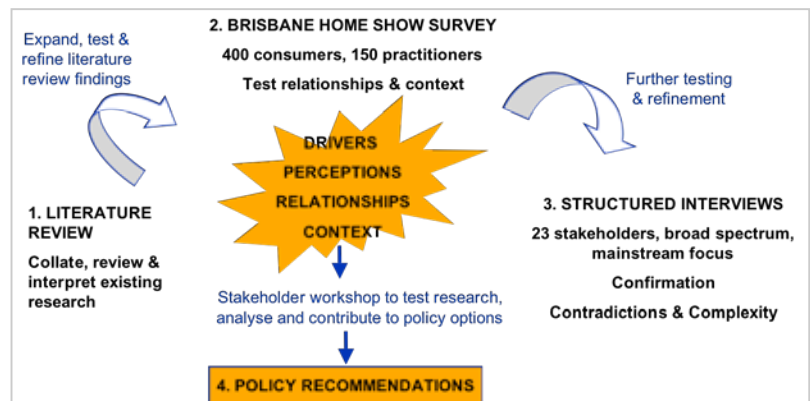 Expand, test &
refine literature
review findings
2. BRISBANE HOME SHOW SURVEY
400 consumers, 150 practitioners
Test relationships & context
Further testing
& refinement
DRIVERS
PERCEPTIONS
RELATIONSHIPS
CONTEXT
1. LITERATURE
REVIEW
Collate, review &
interpret existing
research
3. STRUCTURED INTERVIEWS
23 stakeholders, broad spectrum,
mainstream focus
Confirmation
Contradictions & Complexity
Stakeholder workshop to test research,
analyse and contribute to policy options
4. POLICY RECOMMENDATIONS